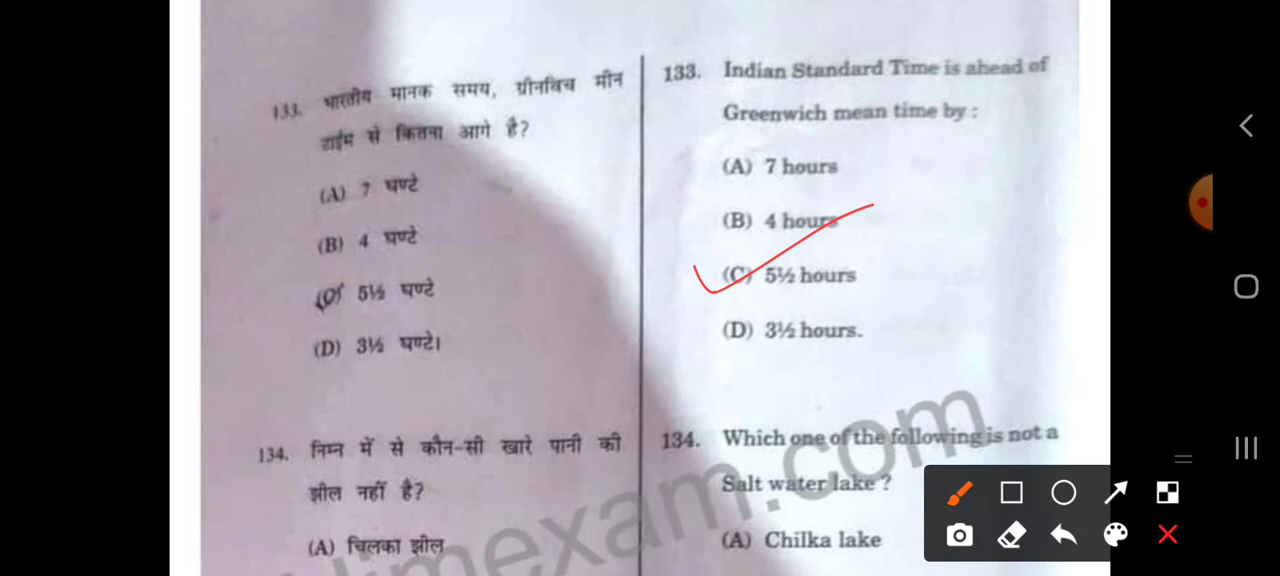 133. भारतीय मानक समय, ग्रीनविच मीन
टाईम से कितना आगे है?
(A) 7 घण्टे
(B) 4 घण्टे
(C) 5½ घण्टे
(D) 3½ घण्टे।
134. निम्न में से कौन-सी खारे पानी की
झील नहीं है?
(A) चिलका झील
133. Indian Standard Time is ahead of
Greenwich mean time by :
(A) 7 hours
(B) 4 hours
(C) 5½ hours
(D) 3½ hours.
134. Which one of the following is not a
Salt water lake ?
(A) Chilka lake